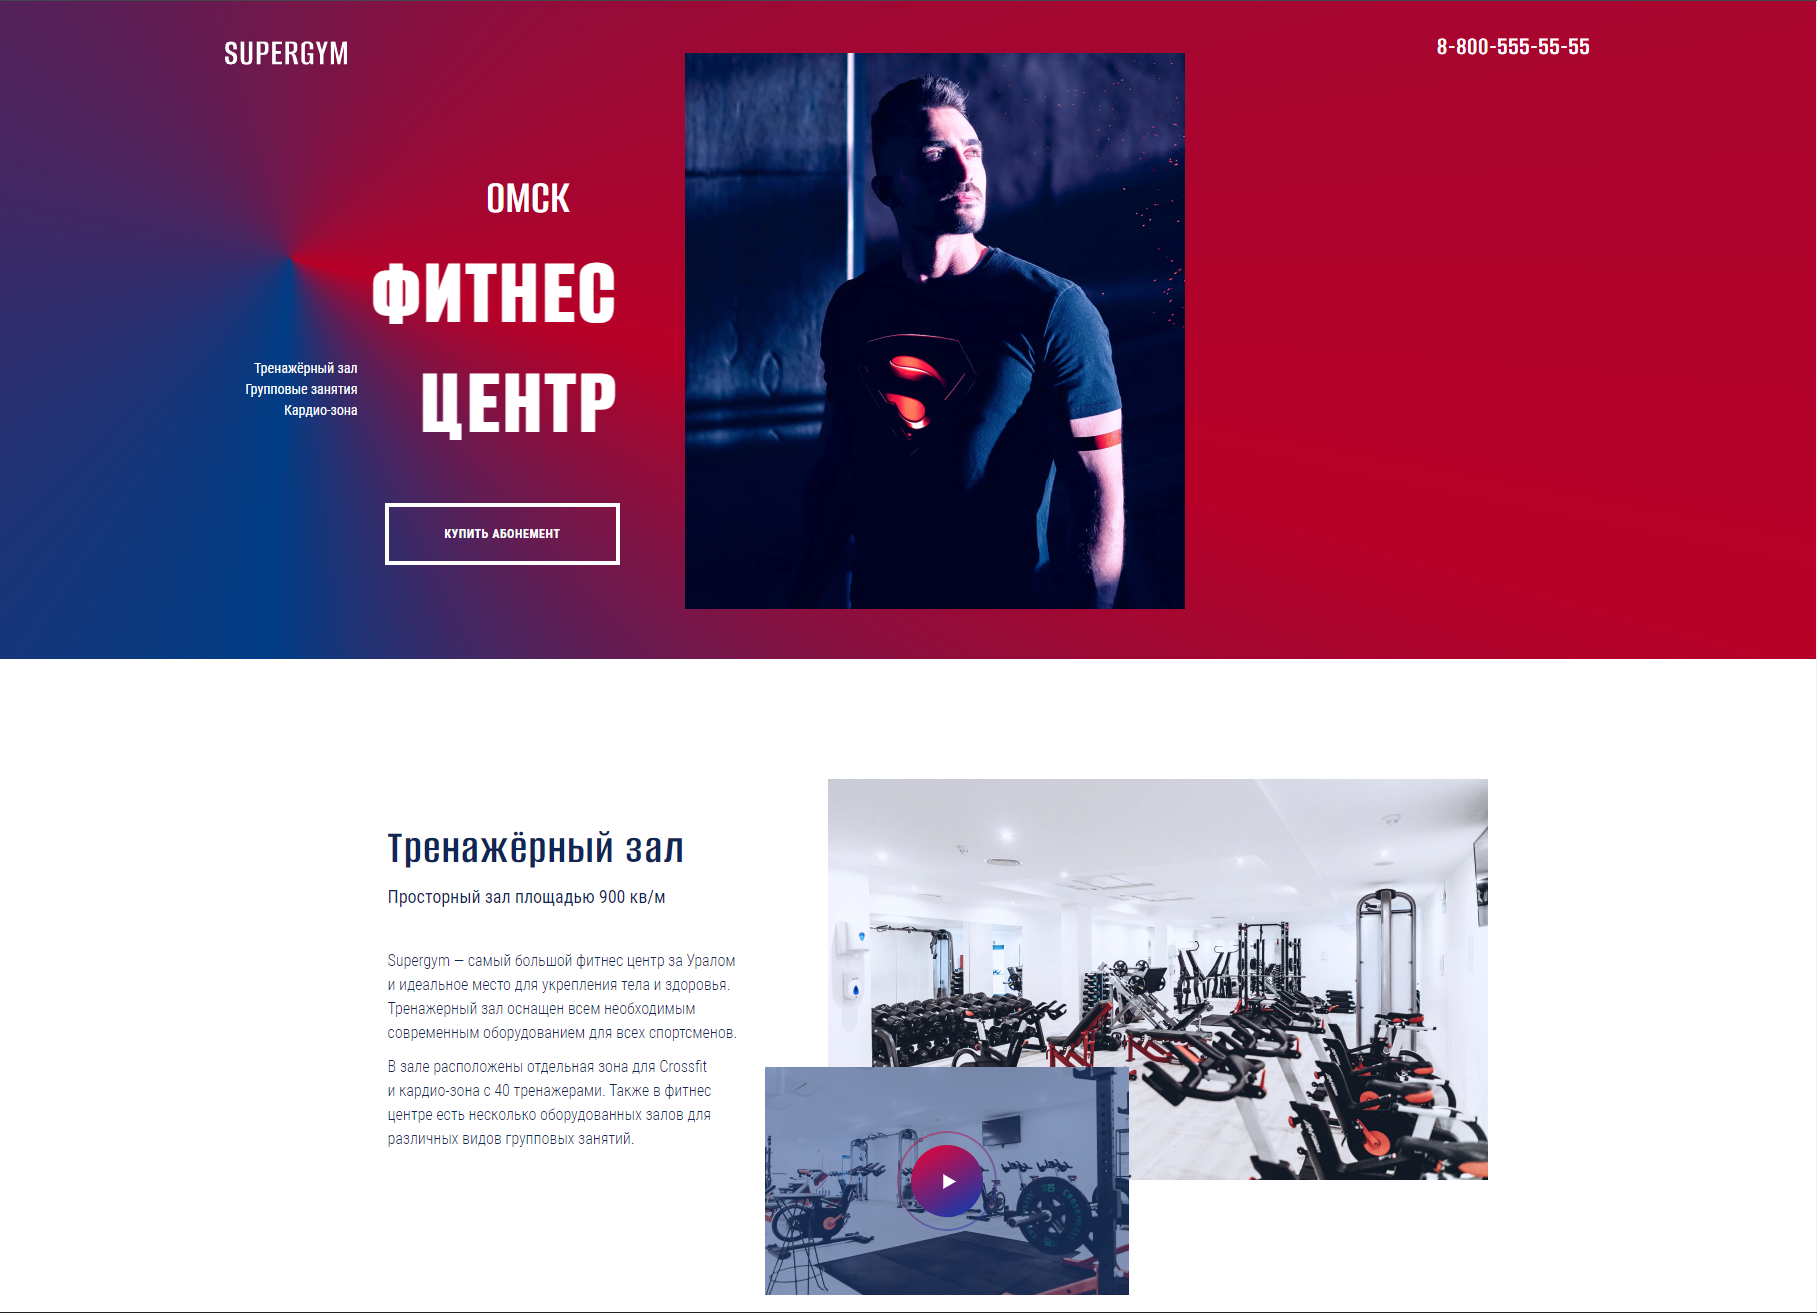 SUPERGYM
8-800-555-55-55
ОМСК
ФИТНЕС
ЦЕНТР
Тренажёрный зал
Групповые занятия
Кардио-зона
КУПИТЬ АБОНЕМЕНТ
Тренажёрный зал
Просторный зал площадью 900 кв/м
Supergym — самый большой фитнес центр за Уралом
и идеальное место для укрепления тела и здоровья.
Тренажерный зал оснащен всем необходимым
современным оборудованием для всех спортсменов.
В зале расположены отдельная зона для Crossfit
и кардио-зона с 40 тренажерами. Также в фитнес
центре есть несколько оборудованных залов для
различных видов групповых занятий.